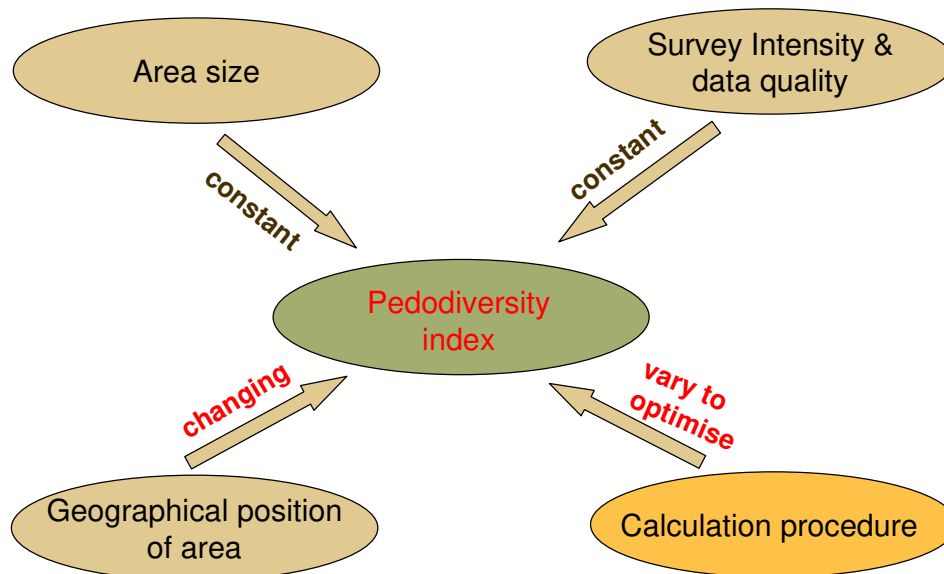 Area size
Survey Intensity &
data quality
constant
constant
Pedodiversity
index
changing
vary to
optimise
Geographical position
of area
Calculation procedure